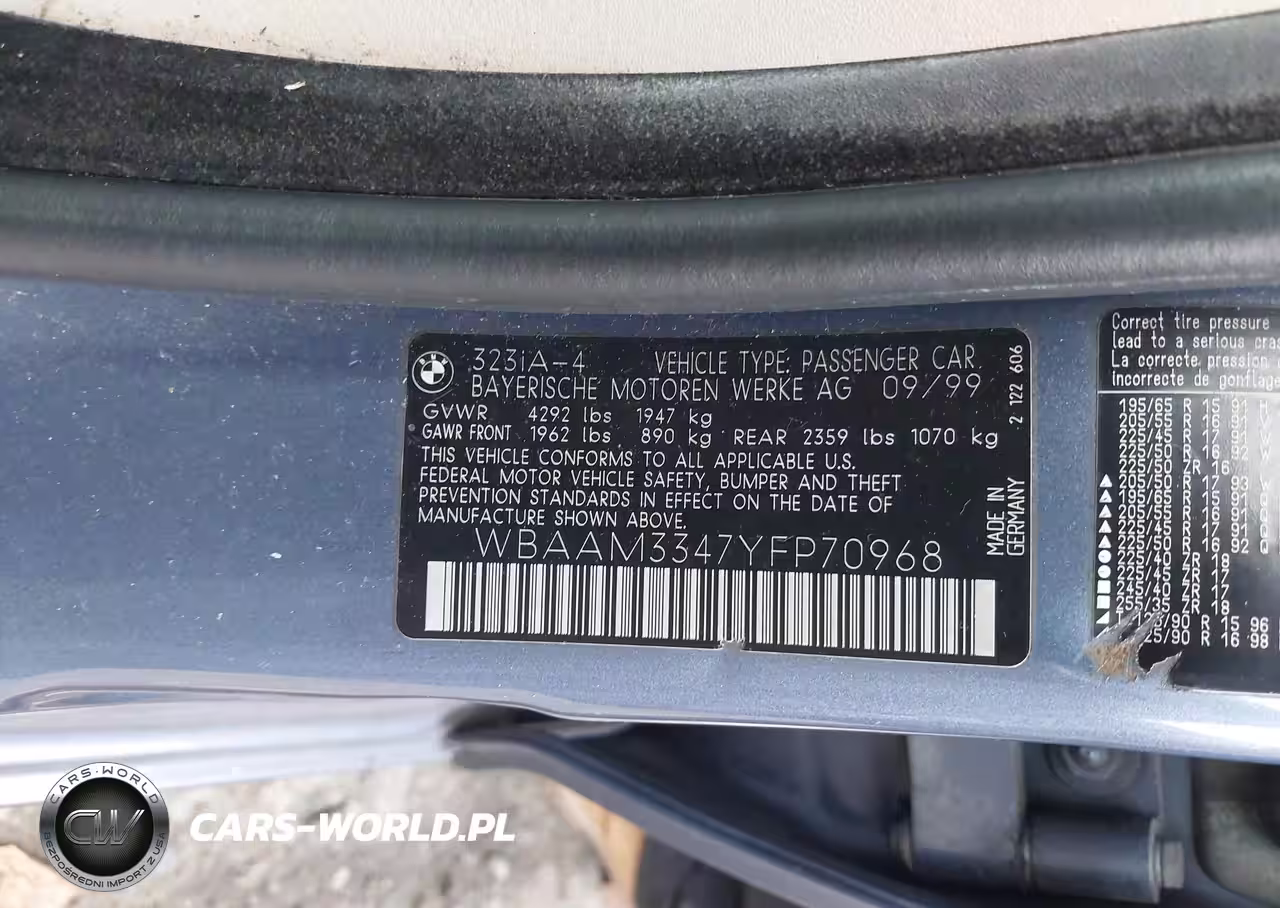 323iA-4 VEHICLE TYPE: PASSENGER CAR.
BAYERISCHE MOTOREN WERKE AG 09/99
GVWR 4292 lbs 1947 kg
GAWR FRONT 1962 lbs 890 kg REAR 2359 lbs 1070 kg
THIS VEHICLE CONFORMS TO ALL APPLICABLE U.S.
FEDERAL MOTOR VEHICLE SAFETY, BUMPER AND THEFT
PREVENTION STANDARDS IN EFFECT ON THE DATE OF
MANUFACTURE SHOWN ABOVE.
WBAAM3347YFP70968
2 122 606
MADE IN
GERMANY
Correct tire pressure
lead to a serious
La correcte pression
Incorrecte de
195/65 R 15 91
205/55 R 16 91
225/45 R 17 91
225/50 R 16 92
225/50 ZR 16
205/50 R 17 93
195/65 R 15 91
205/55 R 16 91
225/45 R 17 91
225/50 R 16 92
225/40 ZR 18
225/45 ZR 17
245/40 ZR 17
255/35 ZR 18
R 15 96
R 16 98
CARS-WORLD
CW
BEZPOŚREDNI IMPORT Z USA
CARS-WORLD.PL